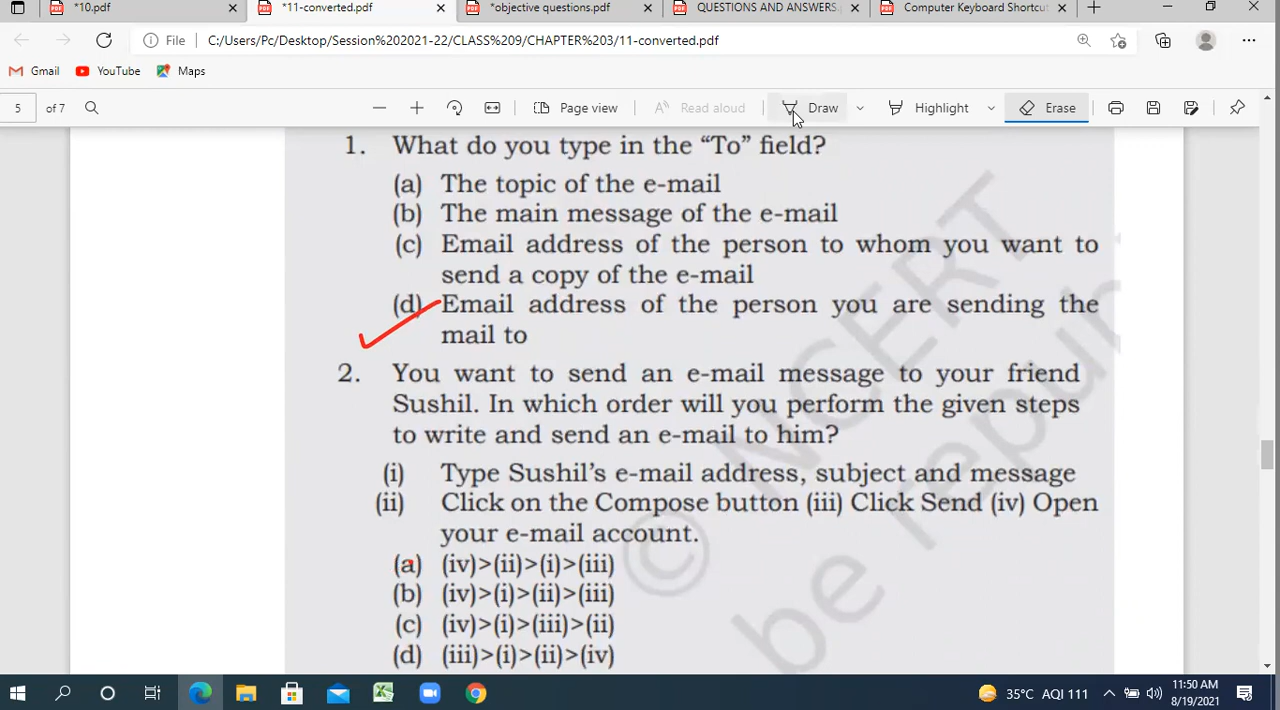 *10.pdf
*11-converted.pdf
*objective questions.pdf
QUESTIONS AND ANSWERS.
Computer Keyboard Shortcut
File
C:/Users/Pc/Desktop/Session%202021-22/CLASS%209/CHAPTER%203/11-converted.pdf
Gmail
YouTube
Maps
5 of 7
Page view
Read aloud
Draw
Highlight
Erase
1. What do you type in the “To” field?
(a) The topic of the e-mail
(b) The main message of the e-mail
(c) Email address of the person to whom you want to
send a copy of the e-mail
(d) Email address of the person you are sending the
mail to
2. You want to send an e-mail message to your friend
Sushil. In which order will you perform the given steps
to write and send an e-mail to him?
(i) Type Sushil’s e-mail address, subject and message
(ii) Click on the Compose button (iii) Click Send (iv) Open
your e-mail account.
(a) (iv)>(ii)>(i)>(iii)
(b) (iv)>(i)>(ii)>(iii)
(c) (iv)>(i)>(iii)>(ii)
(d) (iii)>(i)>(ii)>(iv)
© NCERT
be republ
35°C AQI 111
11:50 AM
8/19/2021